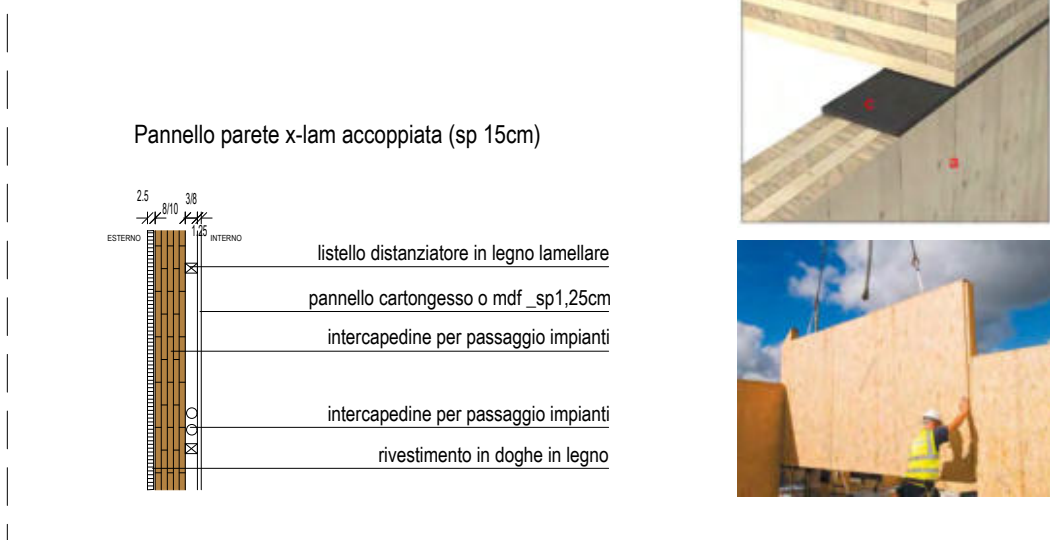 Pannello parete x-lam accoppiata (sp 15cm)
2.5
8/10
3/8
1.25
ESTERNO
INTERNO
listello distanziatore in legno lamellare
pannello cartongesso o mdf _sp1,25cm
intercapedine per passaggio impianti
intercapedine per passaggio impianti
rivestimento in doghe in legno